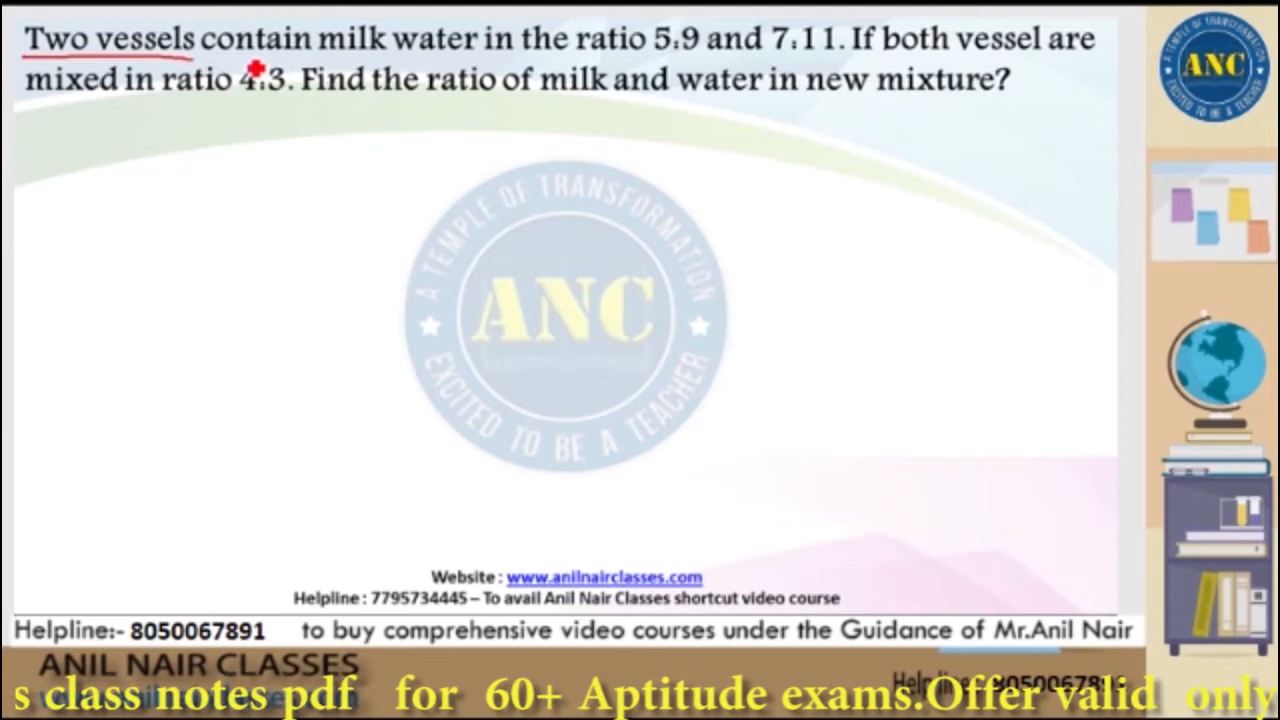 Two vessels contain milk water in the ratio 5:9 and 7:11. If both vessel are
mixed in ratio 4:3. Find the ratio of milk and water in new mixture?
A TEMPLE OF TRANSFORMATION
ANC
EXCITED TO BE A TEACHER
A TEMPLE OF TRANSFORMATION
ANC
EXCITED TO BE A TEACHER
Website : www.anilnairclasses.com
Helpline : 7795734445 – To avail Anil Nair Classes shortcut video course
Helpline:- 8050067891 to buy comprehensive video courses under the Guidance of Mr.Anil Nair
ANIL NAIR CLASSES
s class notes pdf for 60+ Aptitude exams.Offer valid only